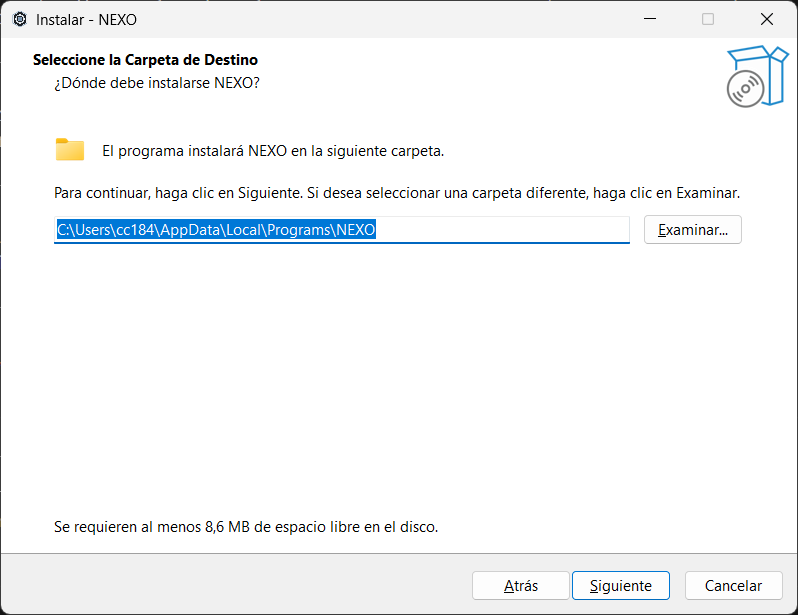 Instalar - NEXO
Seleccione la Carpeta de Destino
¿Dónde debe instalarse NEXO?
El programa instalará NEXO en la siguiente carpeta.
Para continuar, haga clic en Siguiente. Si desea seleccionar una carpeta diferente, haga clic en Examinar.
C:\Users\cc184\AppData\Local\Programs\NEXO
Examinar...
Se requieren al menos 8,6 MB de espacio libre en el disco.
Atrás
Siguiente
Cancelar